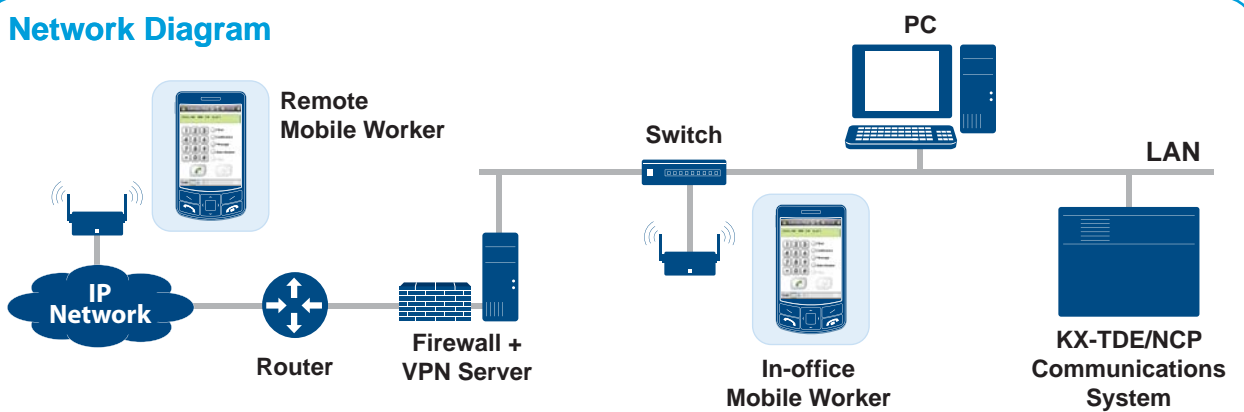 Network Diagram
PC
Remote
Mobile Worker
Switch
LAN
IP
Network
Router
Firewall +
VPN Server
In-office
Mobile Worker
KX-TDE/NCP
Communications
System